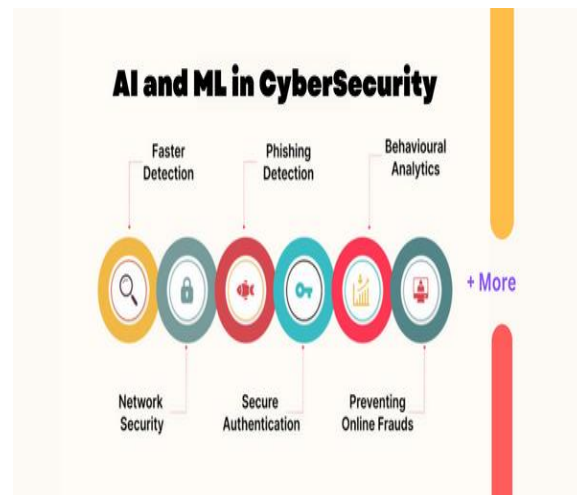 AI and ML in CyberSecurity
Faster
Detection
Phishing
Detection
Behavioural
Analytics
+ More
Network
Security
Secure
Authentication
Preventing
Online Frauds